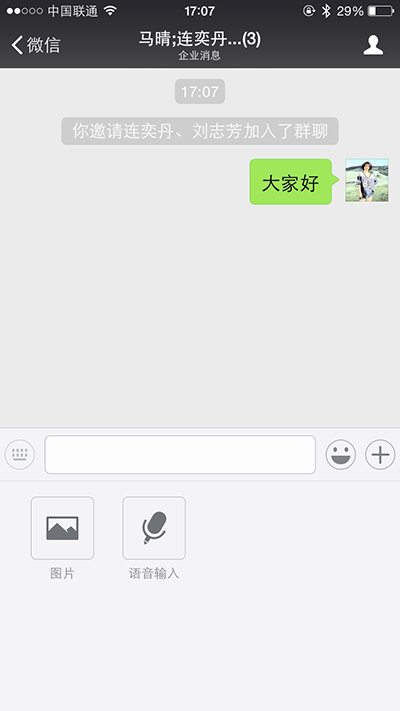 中国联通 17:07 29%
微信 马晴;连奕丹...(3)
企业消息
17:07
你邀请连奕丹、刘志芳加入了群聊
大家好
图片 语音输入